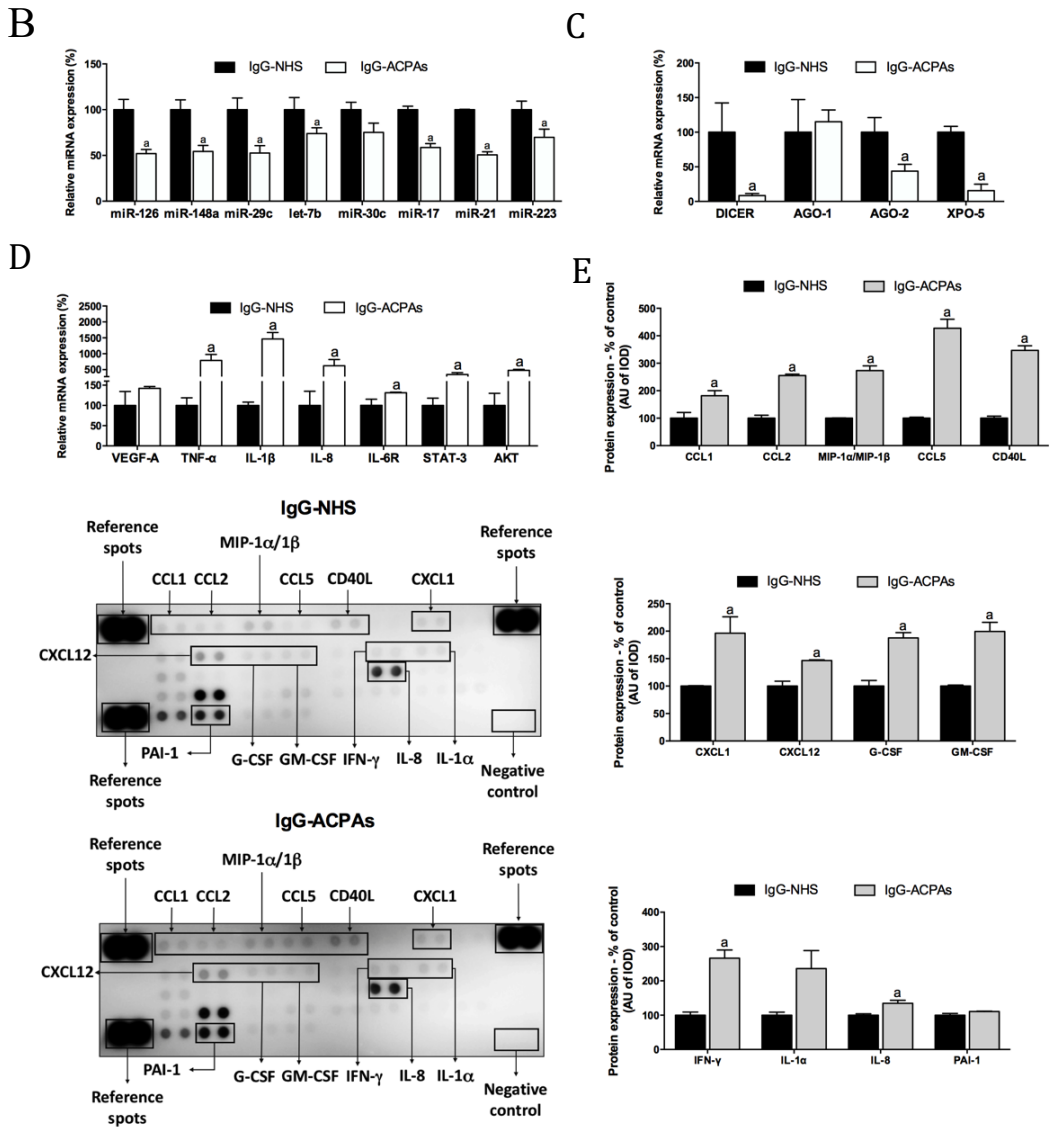 B
IgG-NHS IgG-ACPAs
Relative miRNA expression (%)
150
100
50
0
a a a a a a a
miR-126 miR-148a miR-29c let-7b miR-30c miR-17 miR-21 miR-223
C
IgG-NHS IgG-ACPAs
Relative mRNA expression (%)
200
150
100
50
0
a a a
DICER AGO-1 AGO-2 XPO-5
D
IgG-NHS IgG-ACPAs
Relative mRNA expression (%)
2500
2000
1500
1000
500
150
100
50
0
a a a a a a
VEGF-A TNF-α IL-1β IL-8 IL-6R STAT-3 AKT
E
IgG-NHS IgG-ACPAs
Protein expression - % of control
(AU of IOD)
500
400
300
200
100
0
a a a a a
CCL1 CCL2 MIP-1α/MIP-1β CCL5 CD40L
IgG-NHS
Reference
spots
MIP-1α/1β
Reference
spots
CCL1 CCL2 CCL5 CD40L CXCL1
CXCL12
PAI-1
G-CSF GM-CSF IFN-γ IL-8 IL-1α
Reference
spots
Negative
control
IgG-NHS IgG-ACPAs
Protein expression - % of control
(AU of IOD)
250
200
150
100
50
0
a a a a
CXCL1 CXCL12 G-CSF GM-CSF
IgG-ACPAs
Reference
spots
MIP-1α/1β
Reference
spots
CCL1 CCL2 CCL5 CD40L CXCL1
CXCL12
PAI-1
G-CSF GM-CSF IFN-γ IL-8 IL-1α
Reference
spots
Negative
control
IgG-NHS IgG-ACPAs
Protein expression - % of control
(AU of IOD)
400
300
200
100
0
a a
IFN-γ IL-1α IL-8 PAI-1